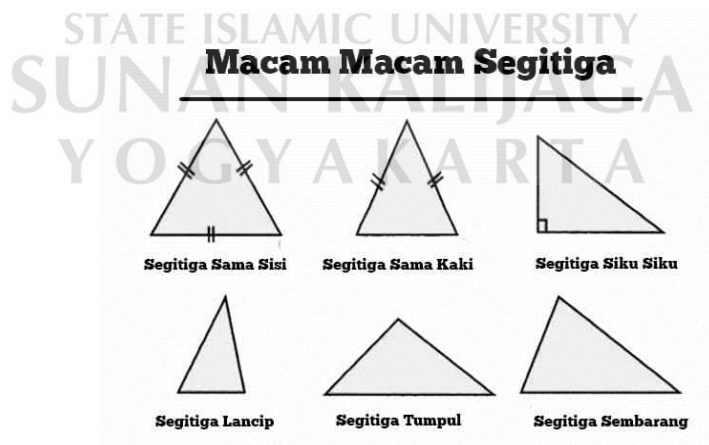 STATE ISLAMIC UNIVERSITY
Macam Macam Segitiga
SUNAN KALIJAGA
YOGYAKARTA
Segitiga Sama Sisi Segitiga Sama Kaki Segitiga Siku Siku
Segitiga Lancip Segitiga Tumpul Segitiga Sembarang